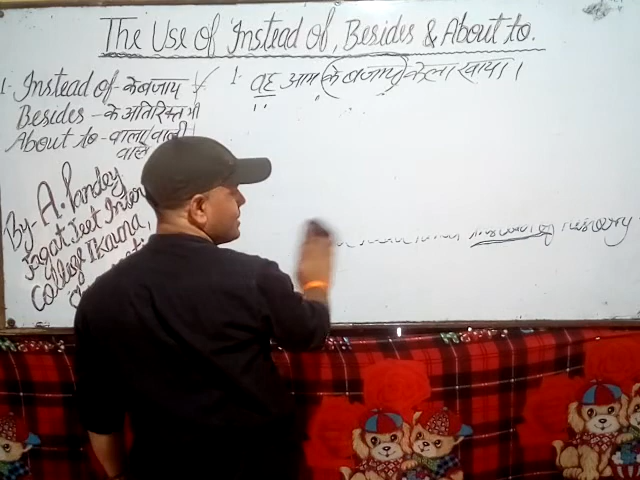 The Use of Instead of, Besides & About to.
1- Instead of - के बजाय
Besides - के अतिरिक्त भी
About to - वाला/वाली
वाले
1- वह आम के बजाय केला खाया।
By- A. Pandey
Jagat Jeet Inter
College Ikauna,